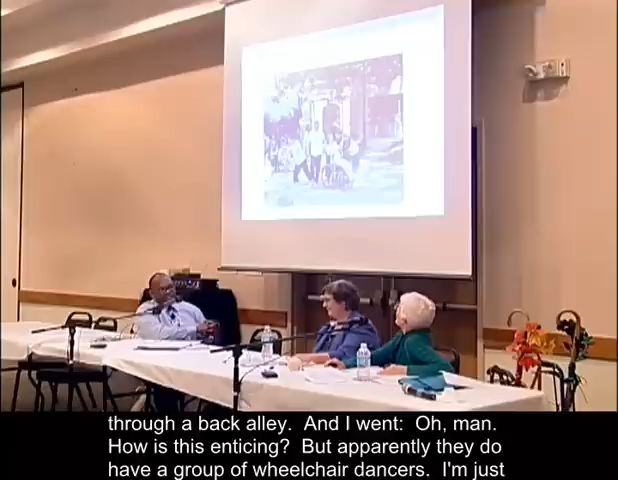 through a back alley.  And I went:  Oh, man.
How is this enticing?  But apparently they do
have a group of wheelchair dancers.  I'm just